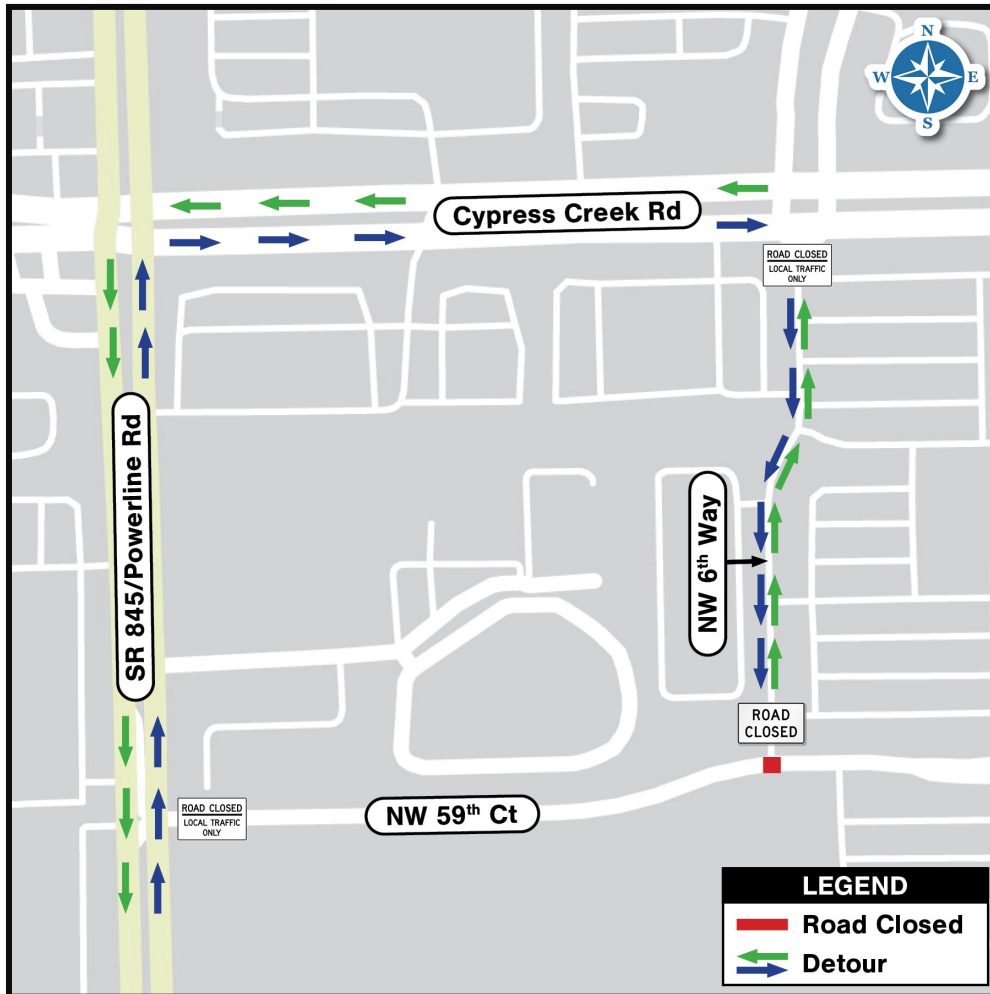 N
W E
S
Cypress Creek Rd
ROAD CLOSED
LOCAL TRAFFIC
ONLY
SR 845/Powerline Rd
NW 6th Way
ROAD
CLOSED
ROAD CLOSED
LOCAL TRAFFIC
ONLY
NW 59th Ct
LEGEND
Road Closed
Detour